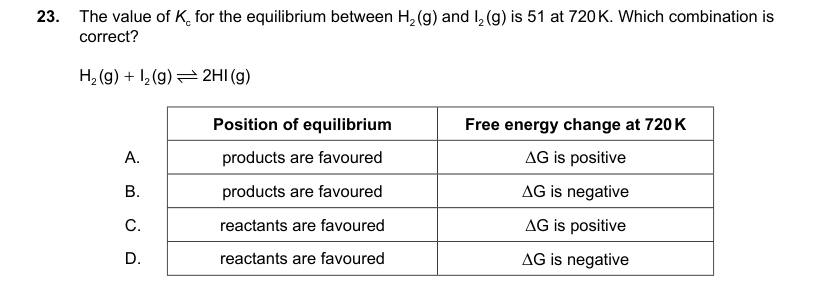 23. The value of Kc for the equilibrium between H₂(g) and I₂(g) is 51 at 720K. Which combination is
correct?
H₂(g) + I₂(g) ⇌ 2HI(g)
Position of equilibrium Free energy change at 720K
A. products are favoured ΔG is positive
B. products are favoured ΔG is negative
C. reactants are favoured ΔG is positive
D. reactants are favoured ΔG is negative